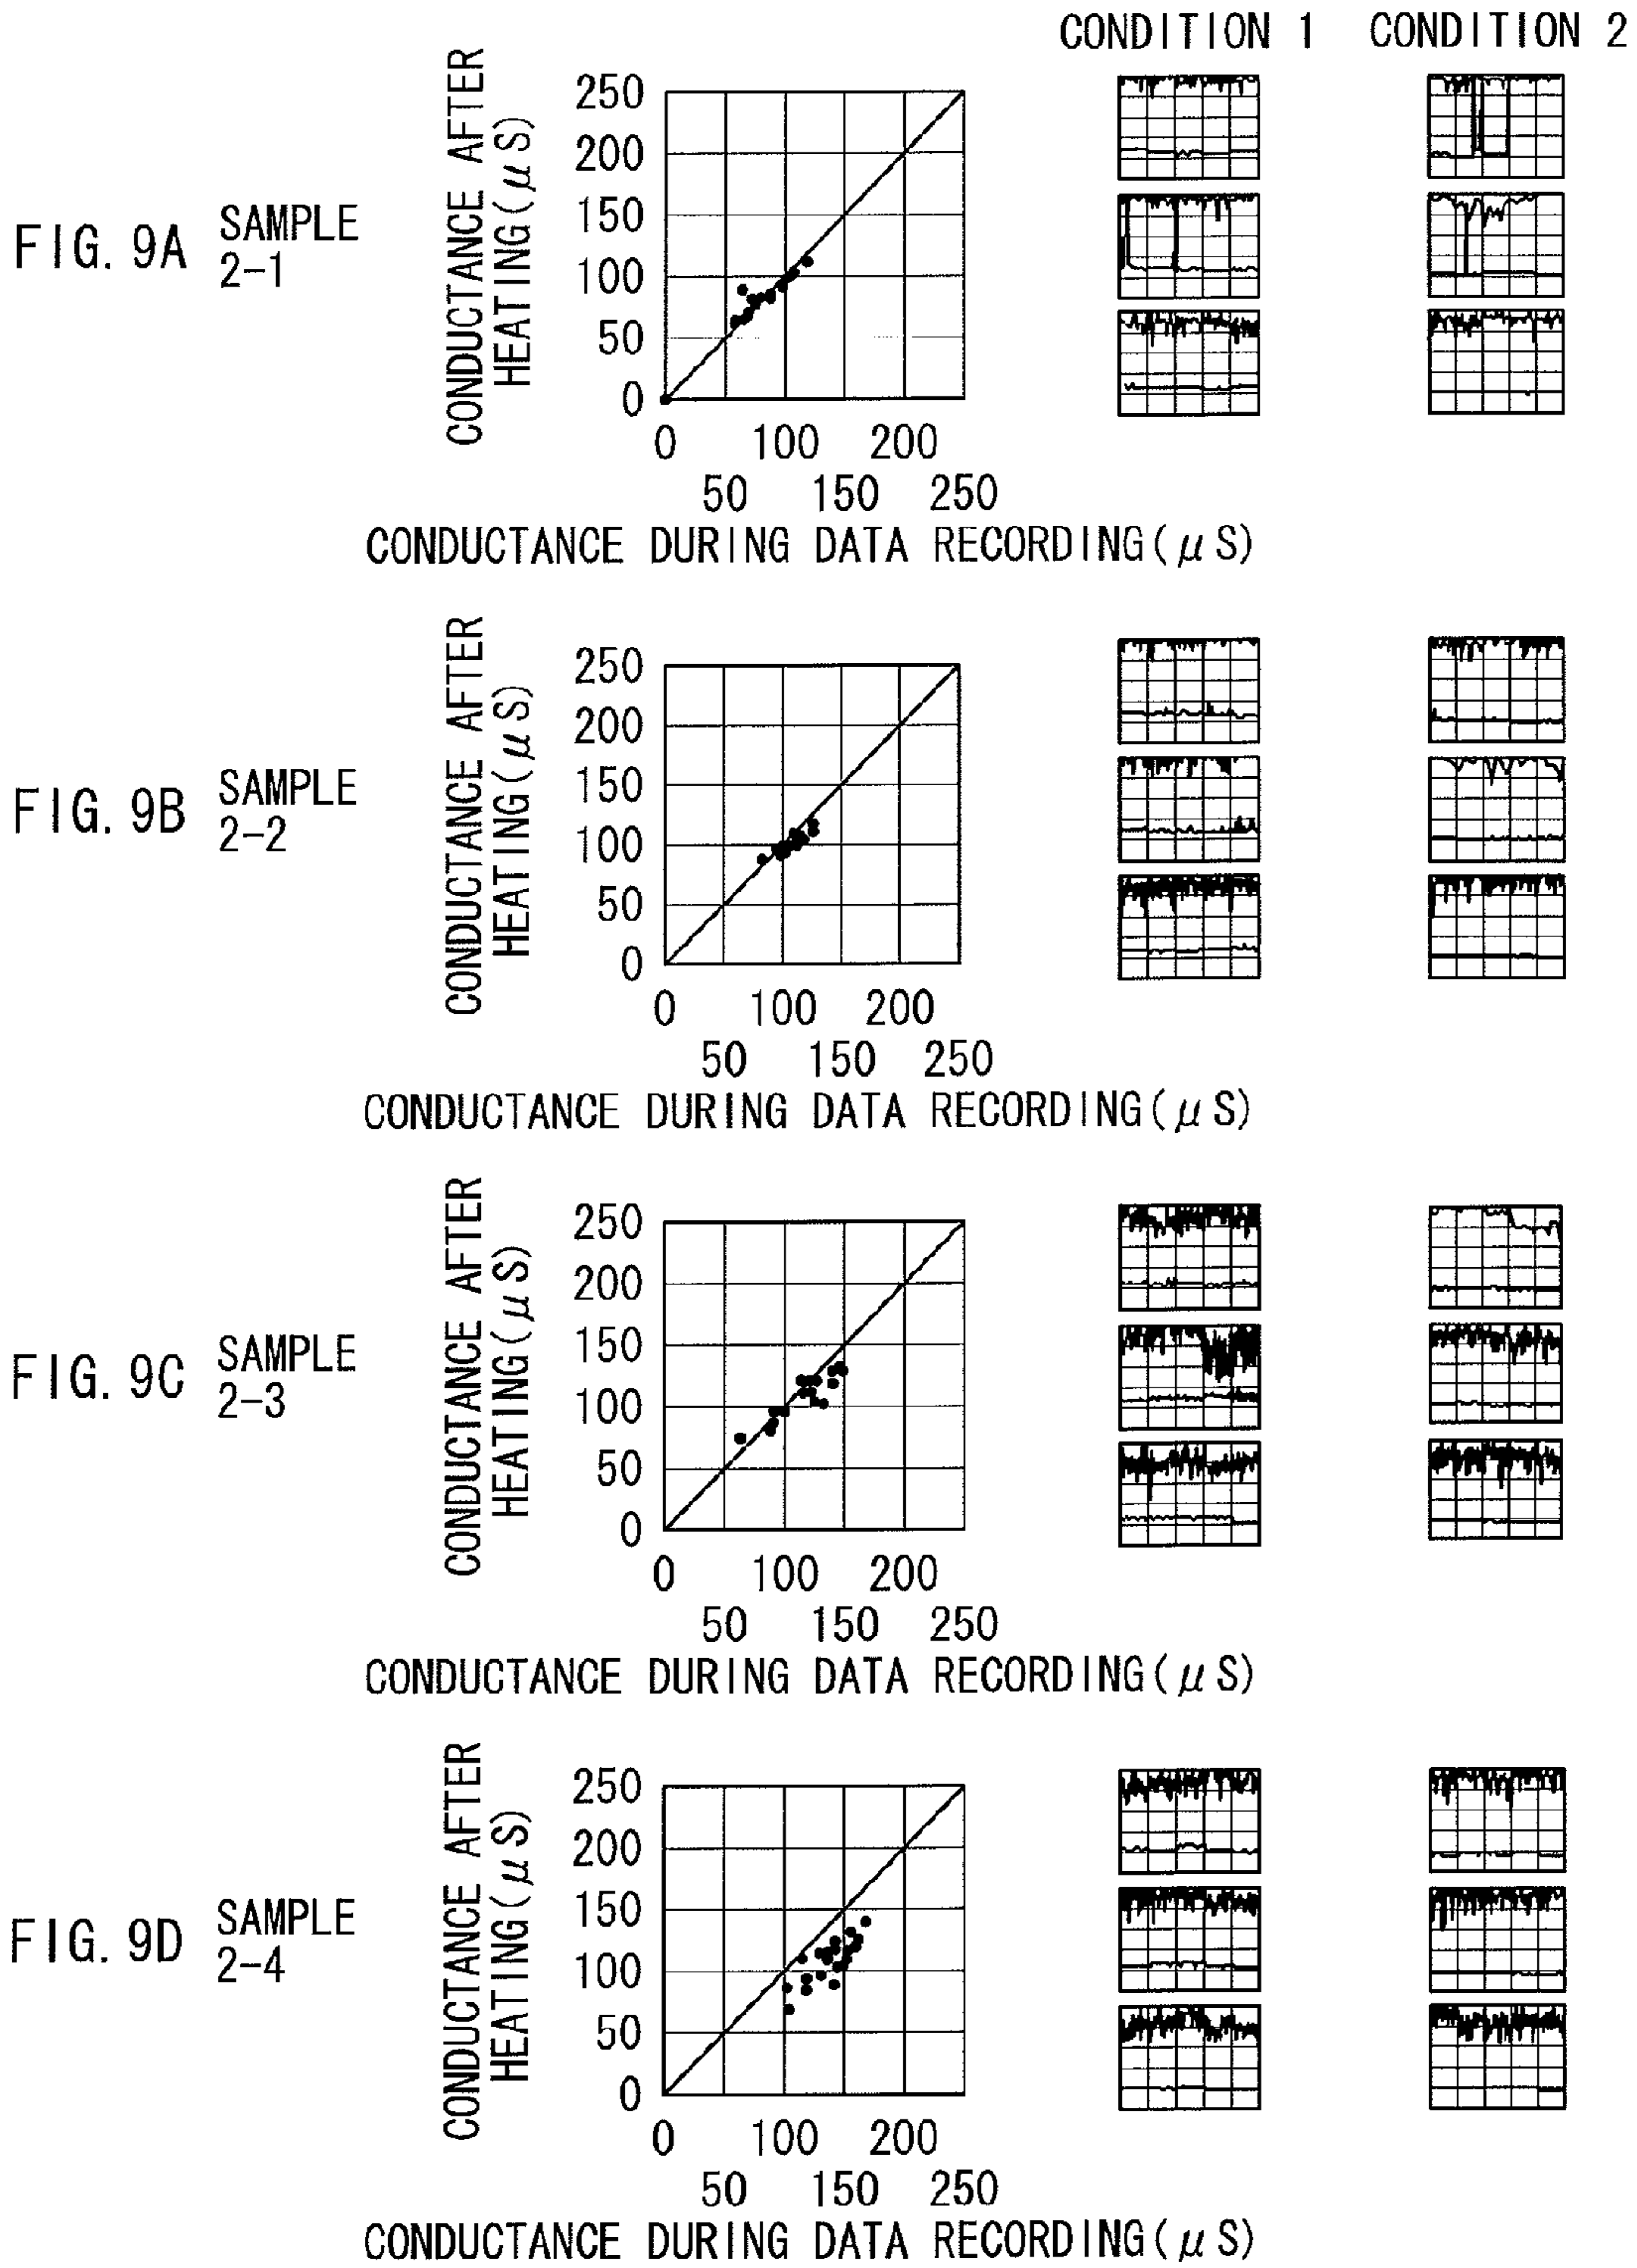 CONDITION 1 CONDITION 2
FIG. 9A SAMPLE
2-1
CONDUCTANCE AFTER
HEATING(μS)
250
200
150
100
50
0
0 100 200
50 150 250
CONDUCTANCE DURING DATA RECORDING(μS)
FIG. 9B SAMPLE
2-2
CONDUCTANCE AFTER
HEATING(μS)
250
200
150
100
50
0
0 100 200
50 150 250
CONDUCTANCE DURING DATA RECORDING(μS)
FIG. 9C SAMPLE
2-3
CONDUCTANCE AFTER
HEATING(μS)
250
200
150
100
50
0
0 100 200
50 150 250
CONDUCTANCE DURING DATA RECORDING(μS)
FIG. 9D SAMPLE
2-4
CONDUCTANCE AFTER
HEATING(μS)
250
200
150
100
50
0
0 100 200
50 150 250
CONDUCTANCE DURING DATA RECORDING(μS)